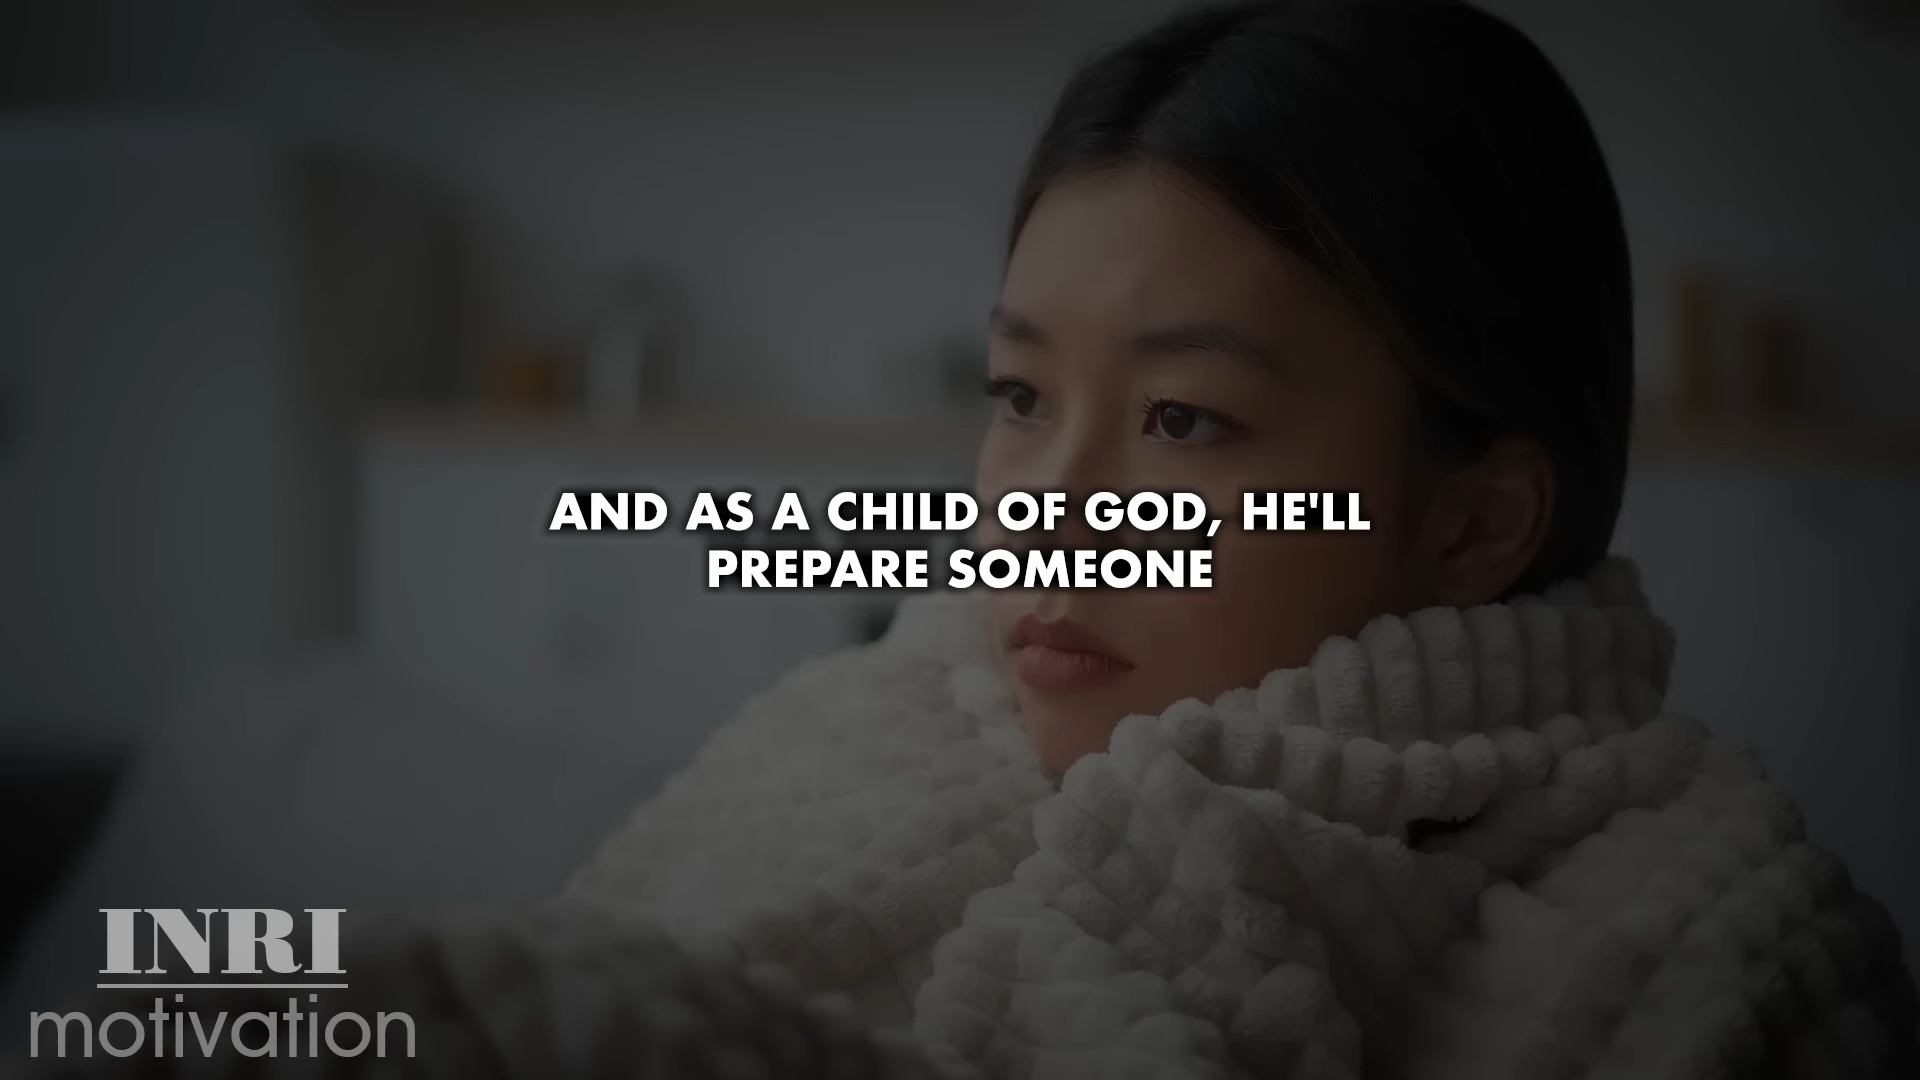 AND AS A CHILD OF GOD, HE'LL
PREPARE SOMEONE
INRI
motivation